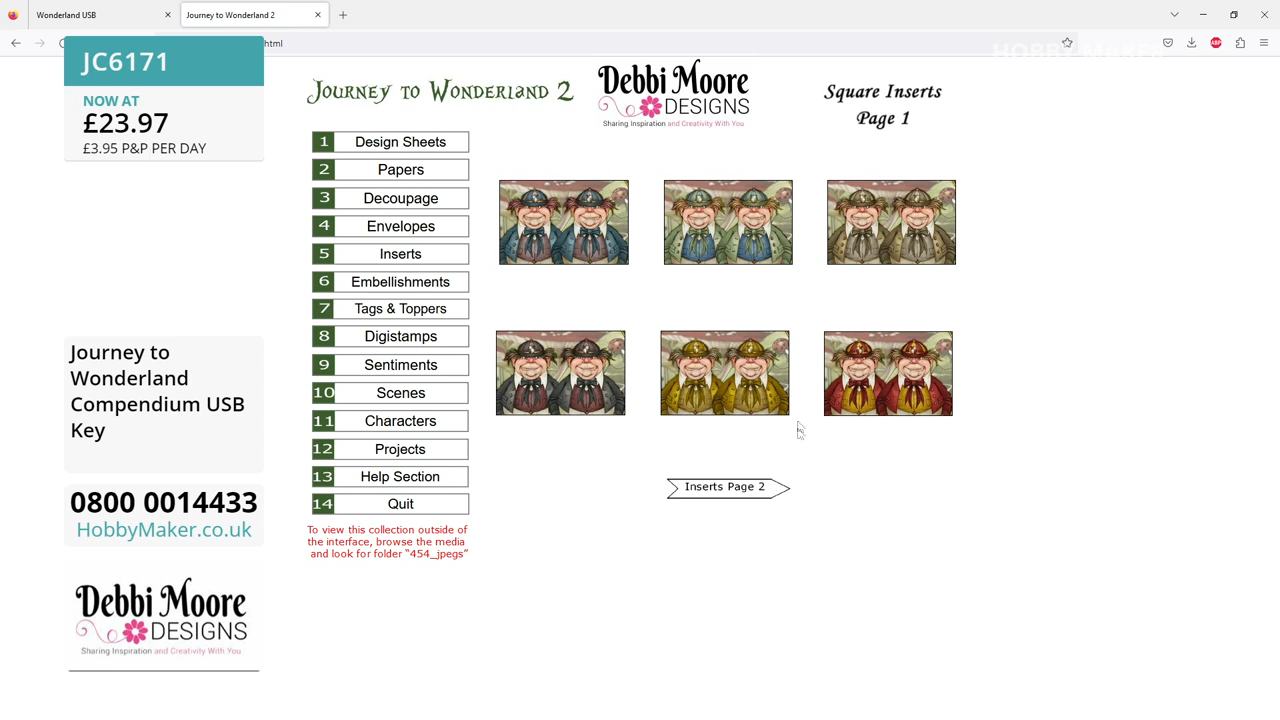 Wonderland USB
Journey to Wonderland 2
html
ABP
HOBBY MAKER
JC6171
NOW AT
£23.97
£3.95 P&P PER DAY
Journey to Wonderland 2
Debbi Moore
DESIGNS
Sharing Inspiration and Creativity With You
Square Inserts
Page 1
1 Design Sheets
2 Papers
3 Decoupage
4 Envelopes
5 Inserts
6 Embellishments
7 Tags & Toppers
8 Digistamps
9 Sentiments
10 Scenes
11 Characters
12 Projects
13 Help Section
14 Quit
To view this collection outside of
the interface, browse the media
and look for folder “454_jpegs”
Inserts Page 2
Journey to
Wonderland
Compendium USB
Key
0800 0014433
HobbyMaker.co.uk
Debbi Moore
DESIGNS
Sharing Inspiration and Creativity With You